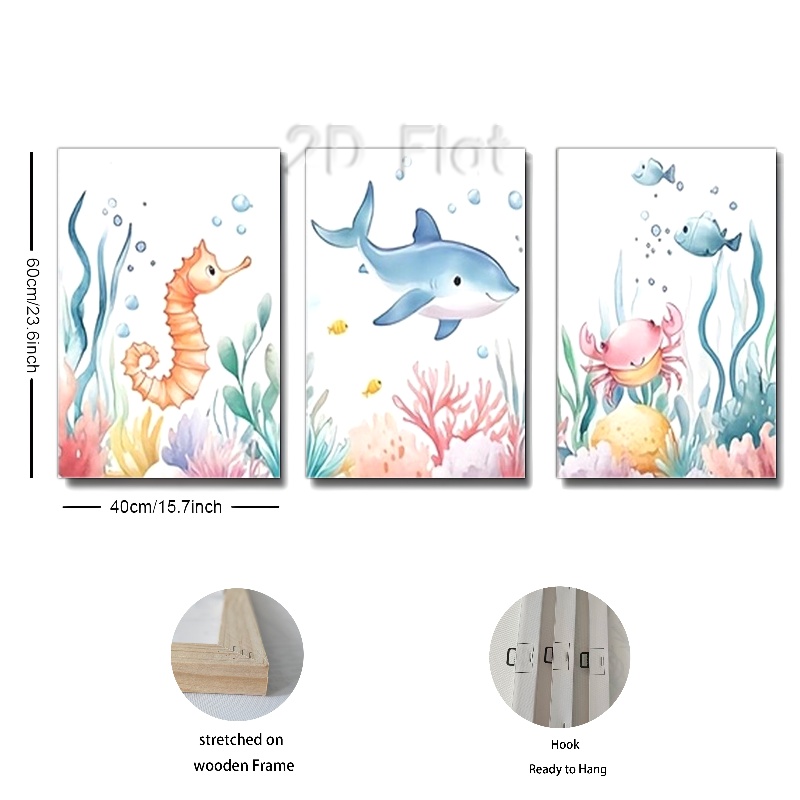 2D Flat
60cm/23.6inch
40cm/15.7inch
stretched on
wooden Frame
Hook
Ready to Hang